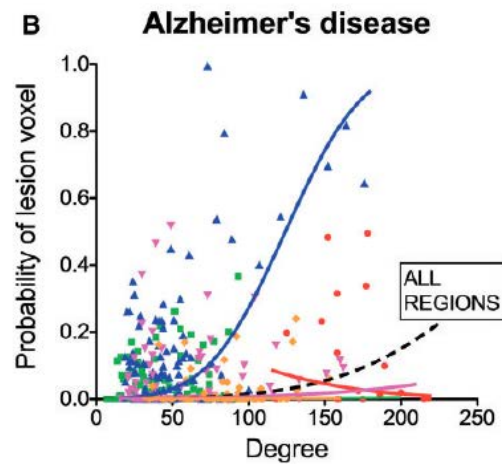 B Alzheimer's disease
Probability of lesion voxel
1.0
0.8
0.6
0.4
0.2
0.0
ALL
REGIONS
0 50 100 150 200 250
Degree